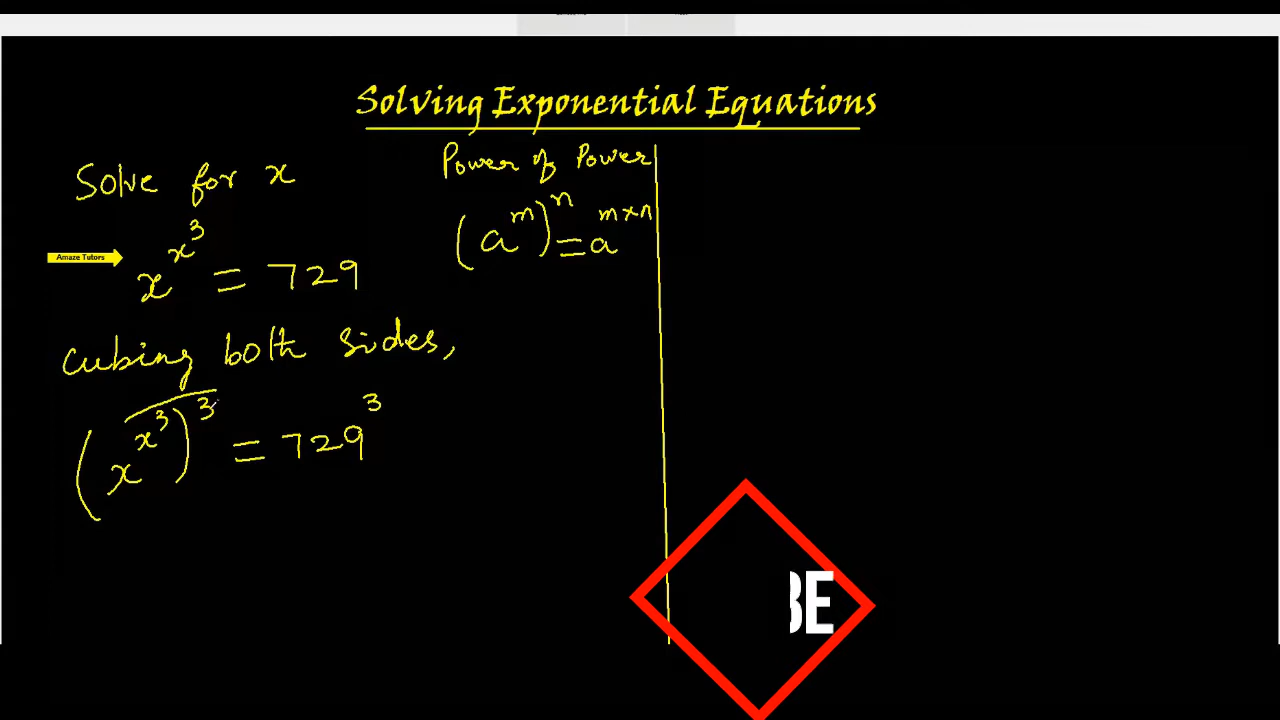 Solving Exponential Equations
Solve for x
Power of Power
(a^m)^n = a^(m×n)
Amaze Tutors
x^x^3 = 729
Cubing both sides,
(x^x^3)^3 = 729^3
BE